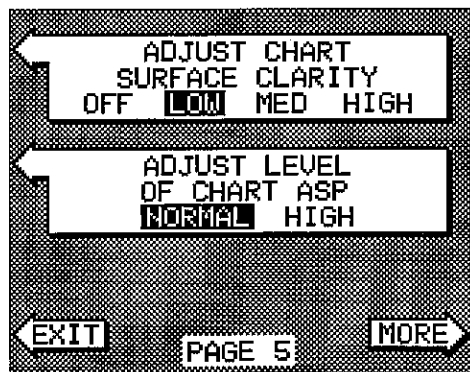 ADJUST CHART
SURFACE CLARITY
OFF LOW MED HIGH
ADJUST LEVEL
OF CHART ASP
NORMAL HIGH
EXIT
PAGE 5
MORE